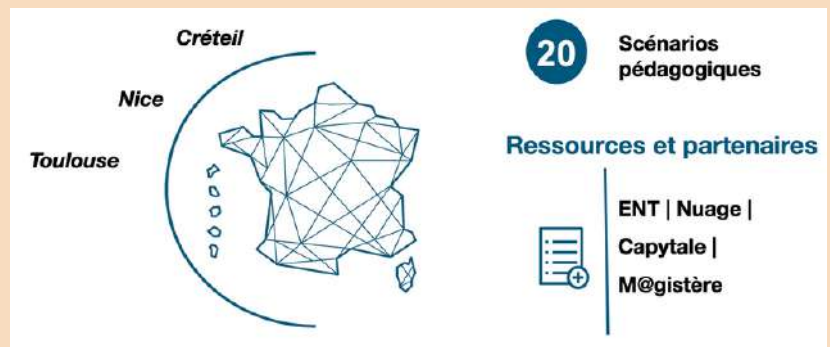 Créteil
Nice
Toulouse
20
Scénarios
pédagogiques
Ressources et partenaires
ENT | Nuage |
Capytale |
M@gistère